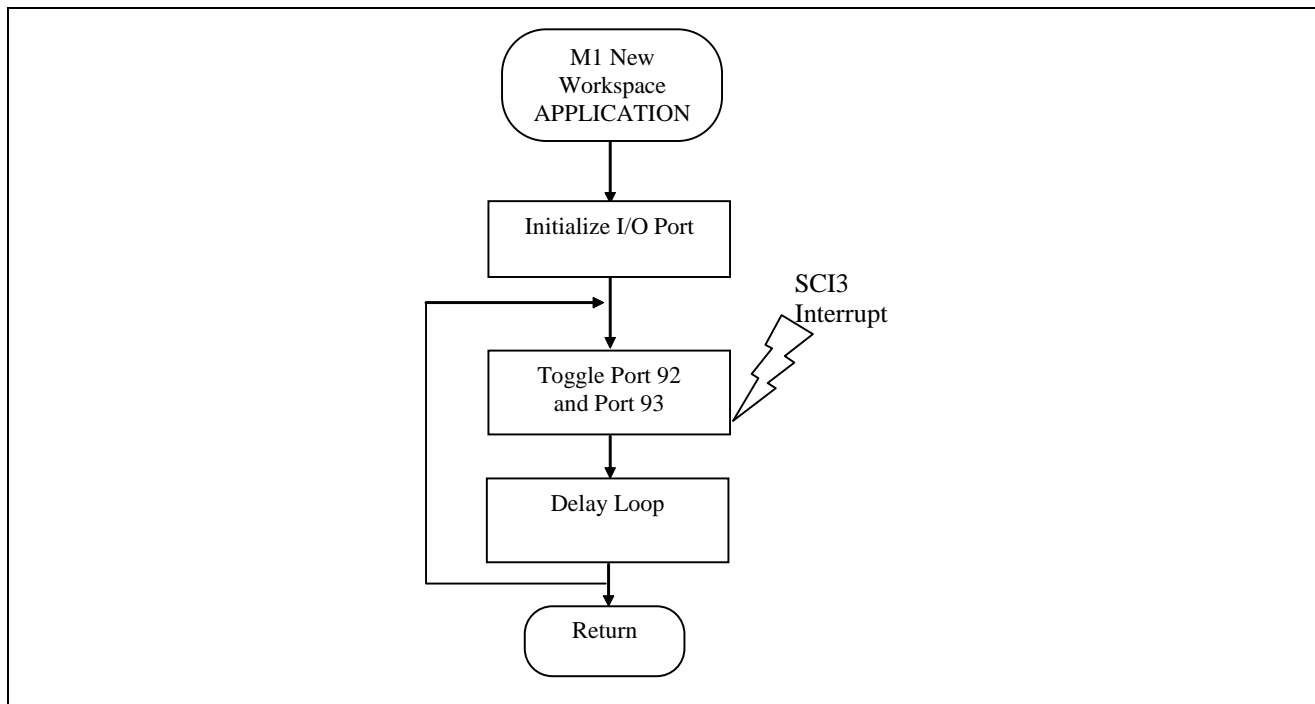 M1 New
Workspace
APPLICATION
Initialize I/O Port
SCI3
Interrupt
Toggle Port 92
and Port 93
Delay Loop
Return